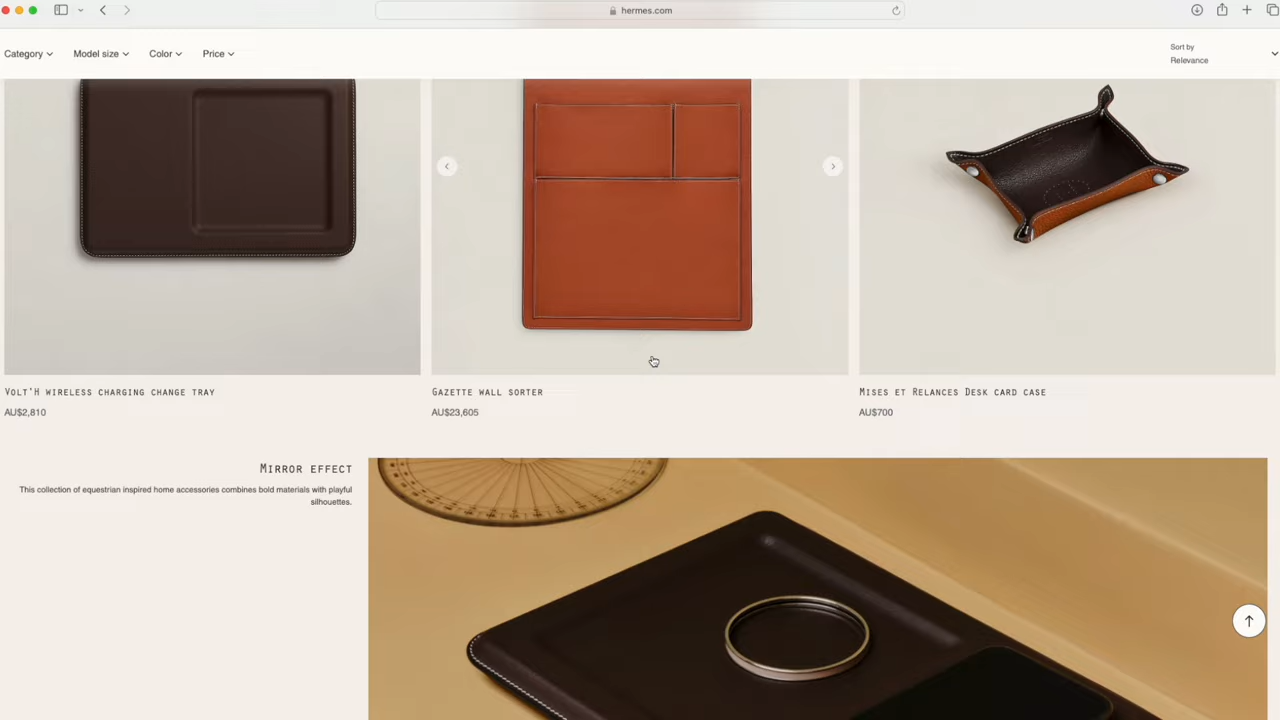 hermes.com
Category Model size Color Price
Sort by
Relevance
Volt'H wireless charging change tray
AU$2,810
Gazette wall sorter
AU$23,605
Mises et Relances Desk card case
AU$700
Mirror effect
This collection of equestrian inspired home accessories combines bold materials with playful
silhouettes.